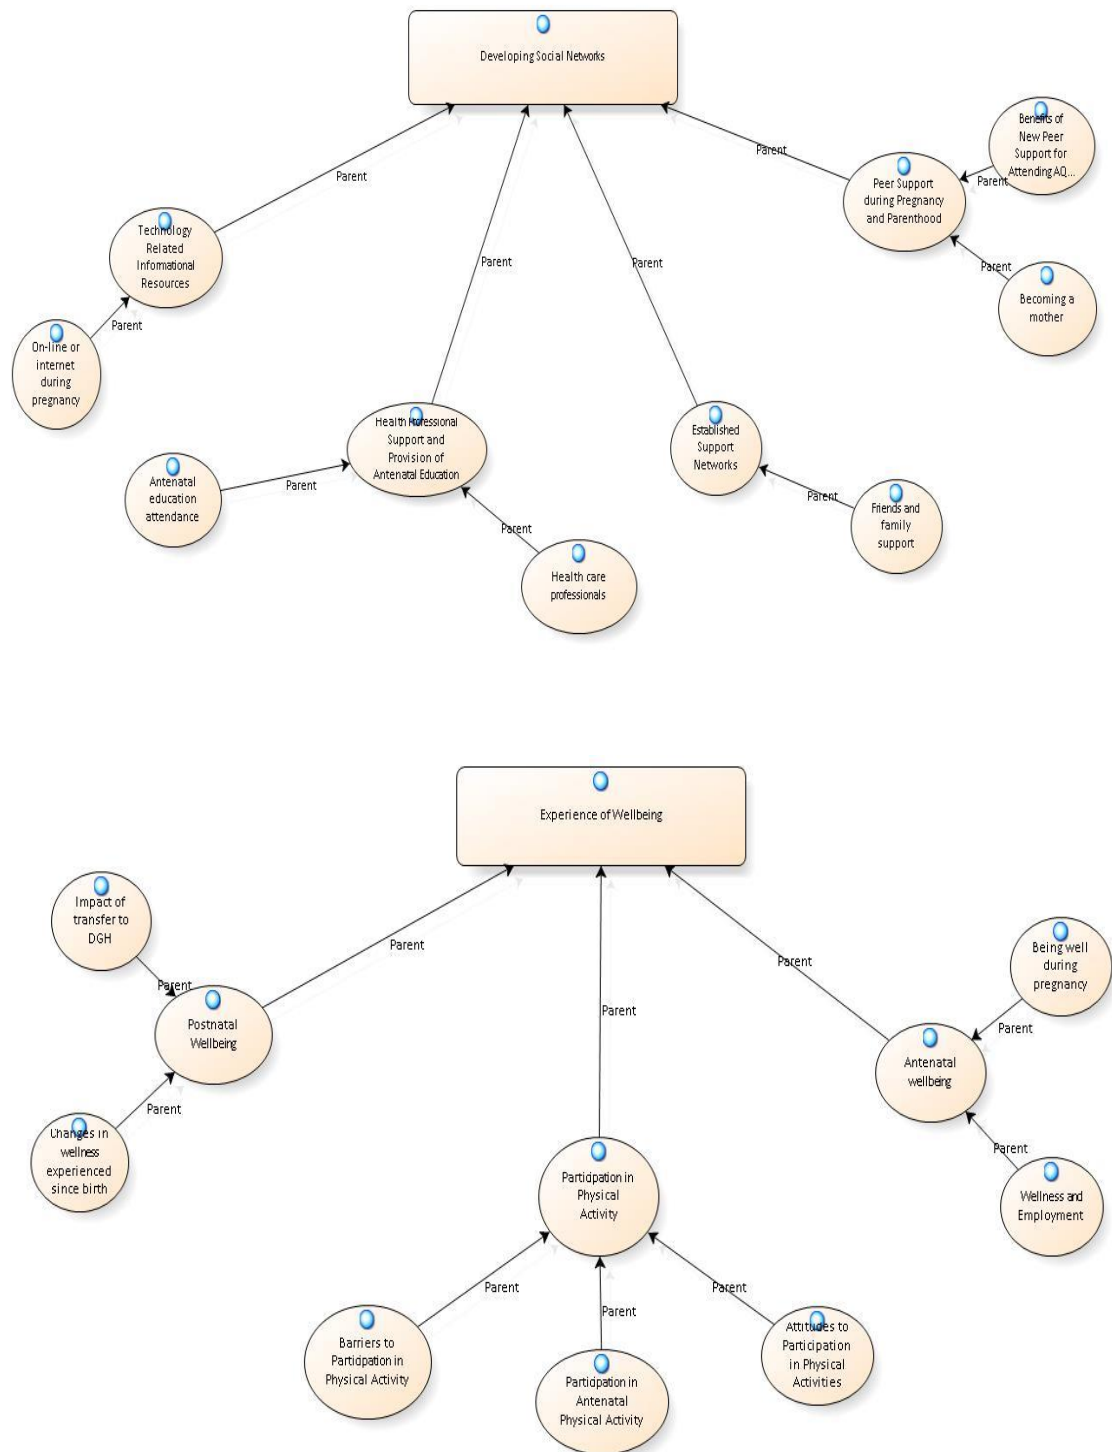 Developing Social Networks
Benefits of
New Peer
Support for
Attending AQ...
Parent
Parent
Peer Support
during Pregnancy
and Parenthood
Parent
Parent
Becoming a
mother
Technology
Related
Informational
Resources
Parent
Parent
Parent
On-line or
internet
during
pregnancy
Health Professional
Support and
Provision of
Antenatal Education
Established
Support
Networks
Antenatal
education
attendance
Parent
Parent
Parent
Friends and
family
support
Health care
professionals
Experience of Wellbeing
Impact of
transfer to
DGH
Parent
Parent
Being well
during
pregnancy
Parent
Postnatal
Wellbeing
Parent
Parent
Antenatal
wellbeing
Parent
Changes in
wellness
experienced
since birth
Parent
Participation in
Physical
Activity
Wellness and
Employment
Parent
Parent
Parent
Barriers to
Participation in
Physical Activity
Participation in
Antenatal
Physical Activity
Attitudes to
Participation
in Physical
Activities